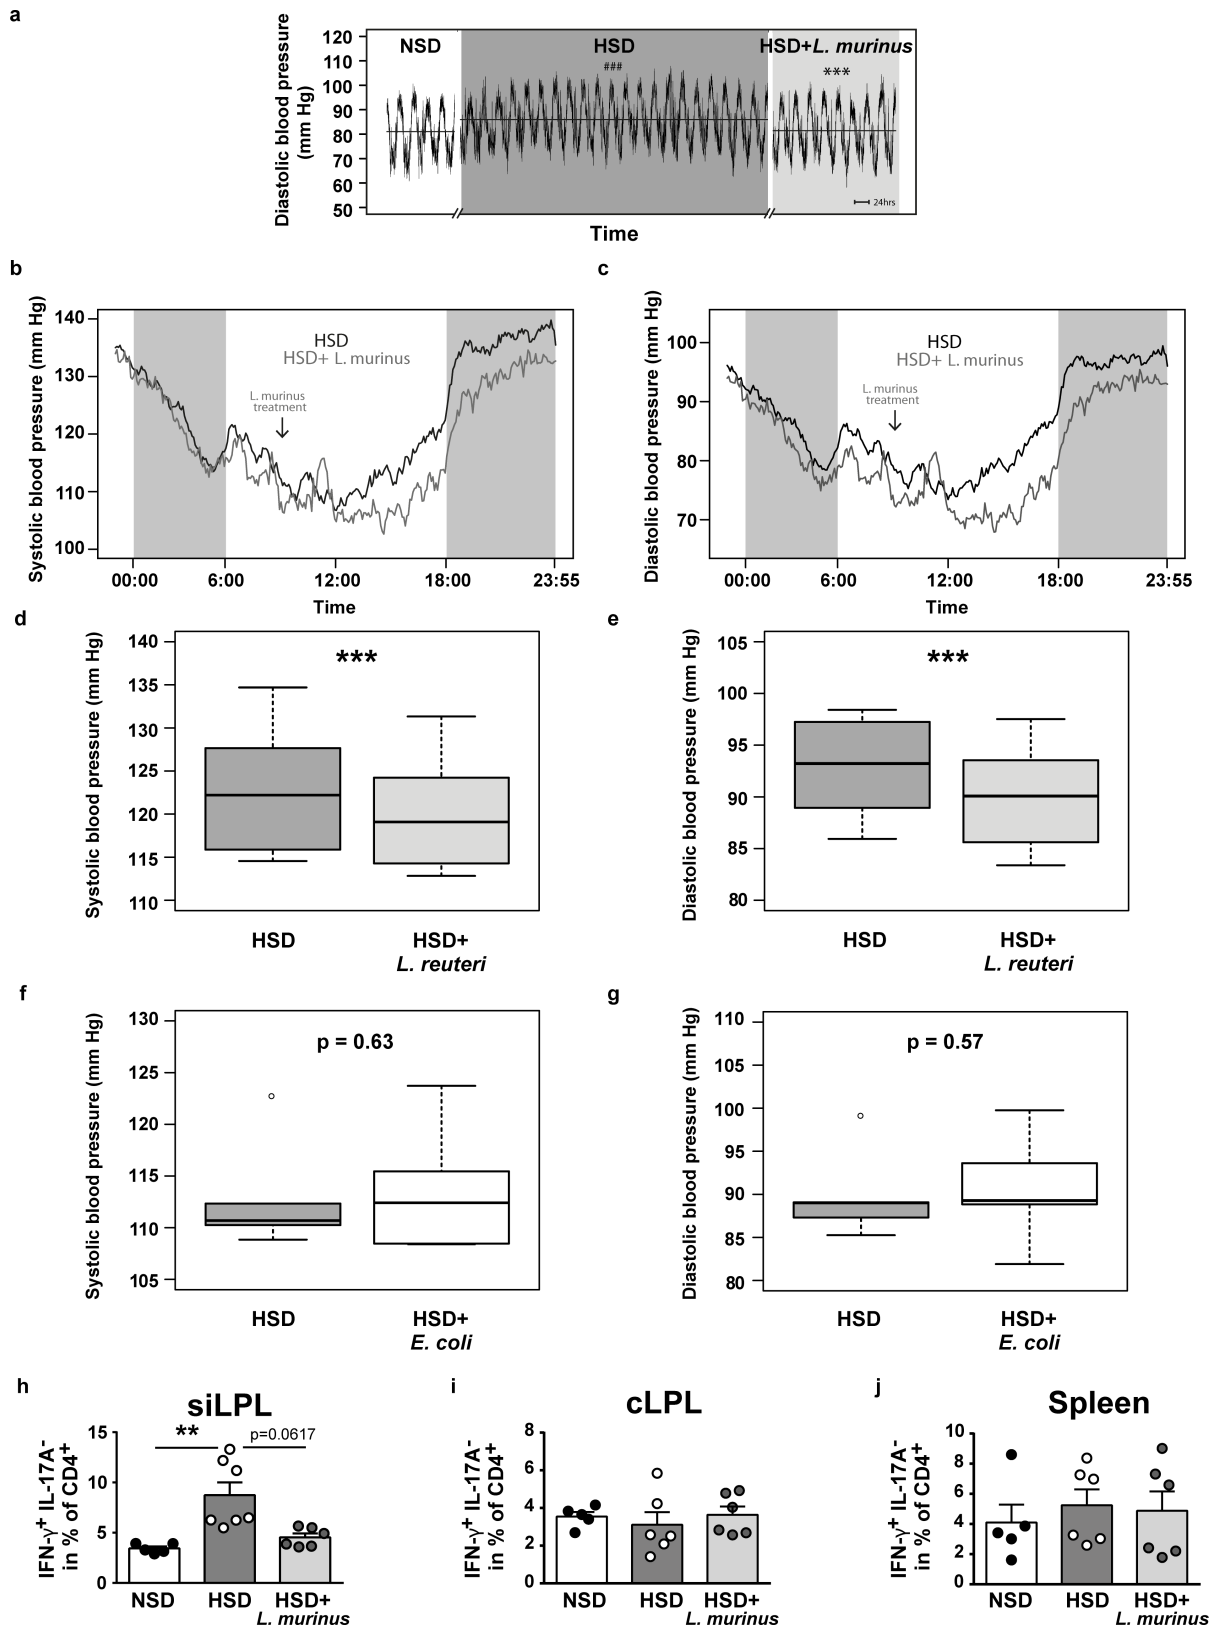 a
Diastolic blood pressure
(mm Hg)
120
110
100
90
80
70
60
50
NSD
HSD
HSD+L. murinus
###
***
24hrs
Time
b
Systolic blood pressure (mm Hg)
140
130
120
110
100
HSD
HSD+ L. murinus
L. murinus
treatment
00:00
6:00
12:00
18:00
23:55
Time
c
Diastolic blood pressure (mm Hg)
100
90
80
70
HSD
HSD+ L. murinus
L. murinus
treatment
00:00
6:00
12:00
18:00
23:55
Time
d
Systolic blood pressure (mm Hg)
140
135
130
125
120
115
110
***
HSD
HSD+
L. reuteri
e
Diastolic blood pressure (mm Hg)
105
100
95
90
85
80
***
HSD
HSD+
L. reuteri
f
Systolic blood pressure (mm Hg)
130
125
120
115
110
105
p = 0.63
HSD
HSD+
E. coli
g
Diastolic blood pressure (mm Hg)
110
105
100
95
90
85
80
p = 0.57
HSD
HSD+
E. coli
h
siLPL
IFN-γ+ IL-17A-
in % of CD4+
15
10
5
0
**
p=0.0617
NSD
HSD
HSD+
L. murinus
i
cLPL
IFN-γ+ IL-17A-
in % of CD4+
8
6
4
2
0
NSD
HSD
HSD+
L. murinus
j
Spleen
IFN-γ+ IL-17A-
in % of CD4+
10
8
6
4
2
0
NSD
HSD
HSD+
L. murinus